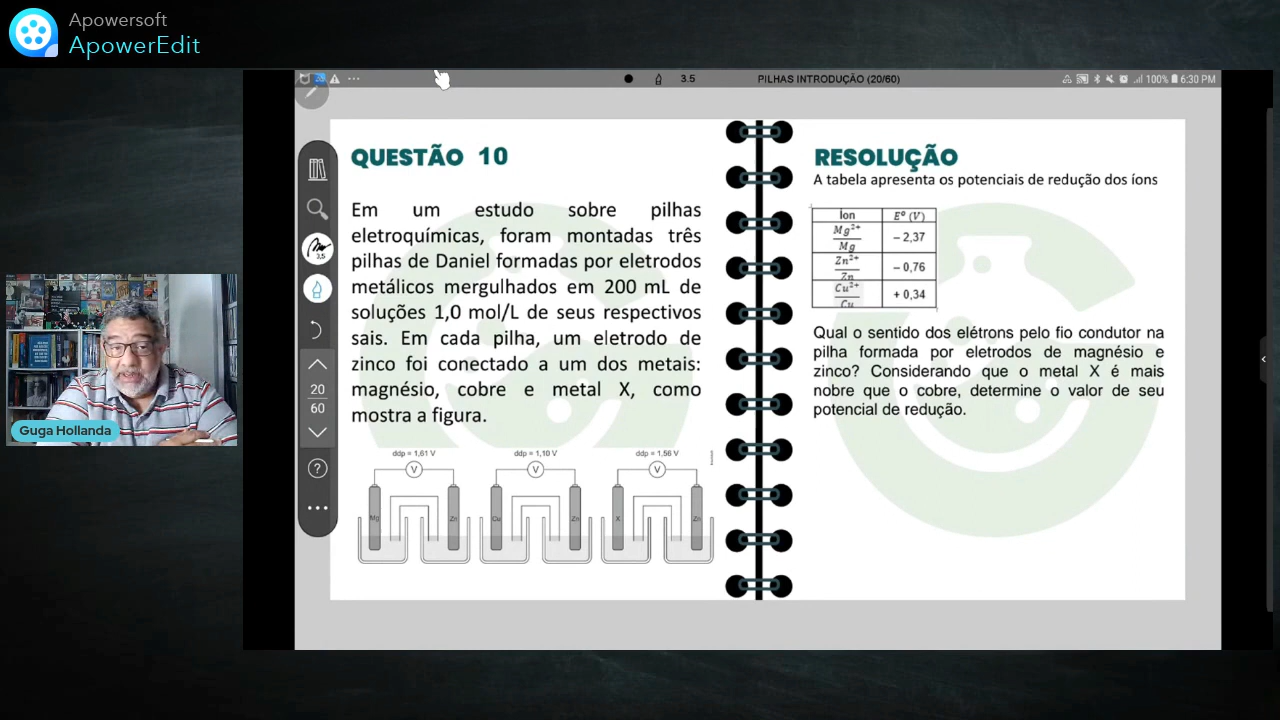 Apowersoft
ApowerEdit
3.5
PILHAS INTRODUÇÃO (20/60)
100%
6:30 PM
3.5
20
60
?
Guga Hollanda
QUESTÃO 10
Em um estudo sobre pilhas
eletroquímicas, foram montadas três
pilhas de Daniel formadas por eletrodos
metálicos mergulhados em 200 mL de
soluções 1,0 mol/L de seus respectivos
sais. Em cada pilha, um eletrodo de
zinco foi conectado a um dos metais:
magnésio, cobre e metal X, como
mostra a figura.
ddp = 1,61 V
V
Mg
Zn
ddp = 1,10 V
V
Cu
Zn
ddp = 1,56 V
V
X
Zn
RESOLUÇÃO
A tabela apresenta os potenciais de redução dos íons
Íon
E° (V)
Mg²⁺
Mg
– 2,37
Zn²⁺
Zn
– 0,76
Cu²⁺
Cu
+ 0,34
Qual o sentido dos elétrons pelo fio condutor na
pilha formada por eletrodos de magnésio e
zinco? Considerando que o metal X é mais
nobre que o cobre, determine o valor de seu
potencial de redução.